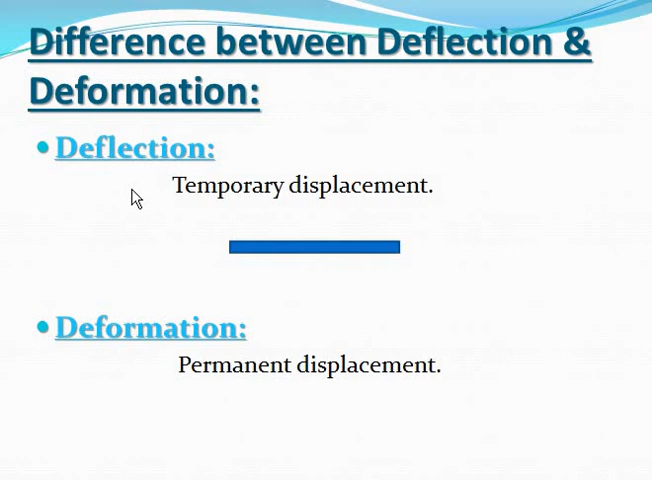 Difference between Deflection &
Deformation:
Deflection:
Temporary displacement.
Deformation:
Permanent displacement.